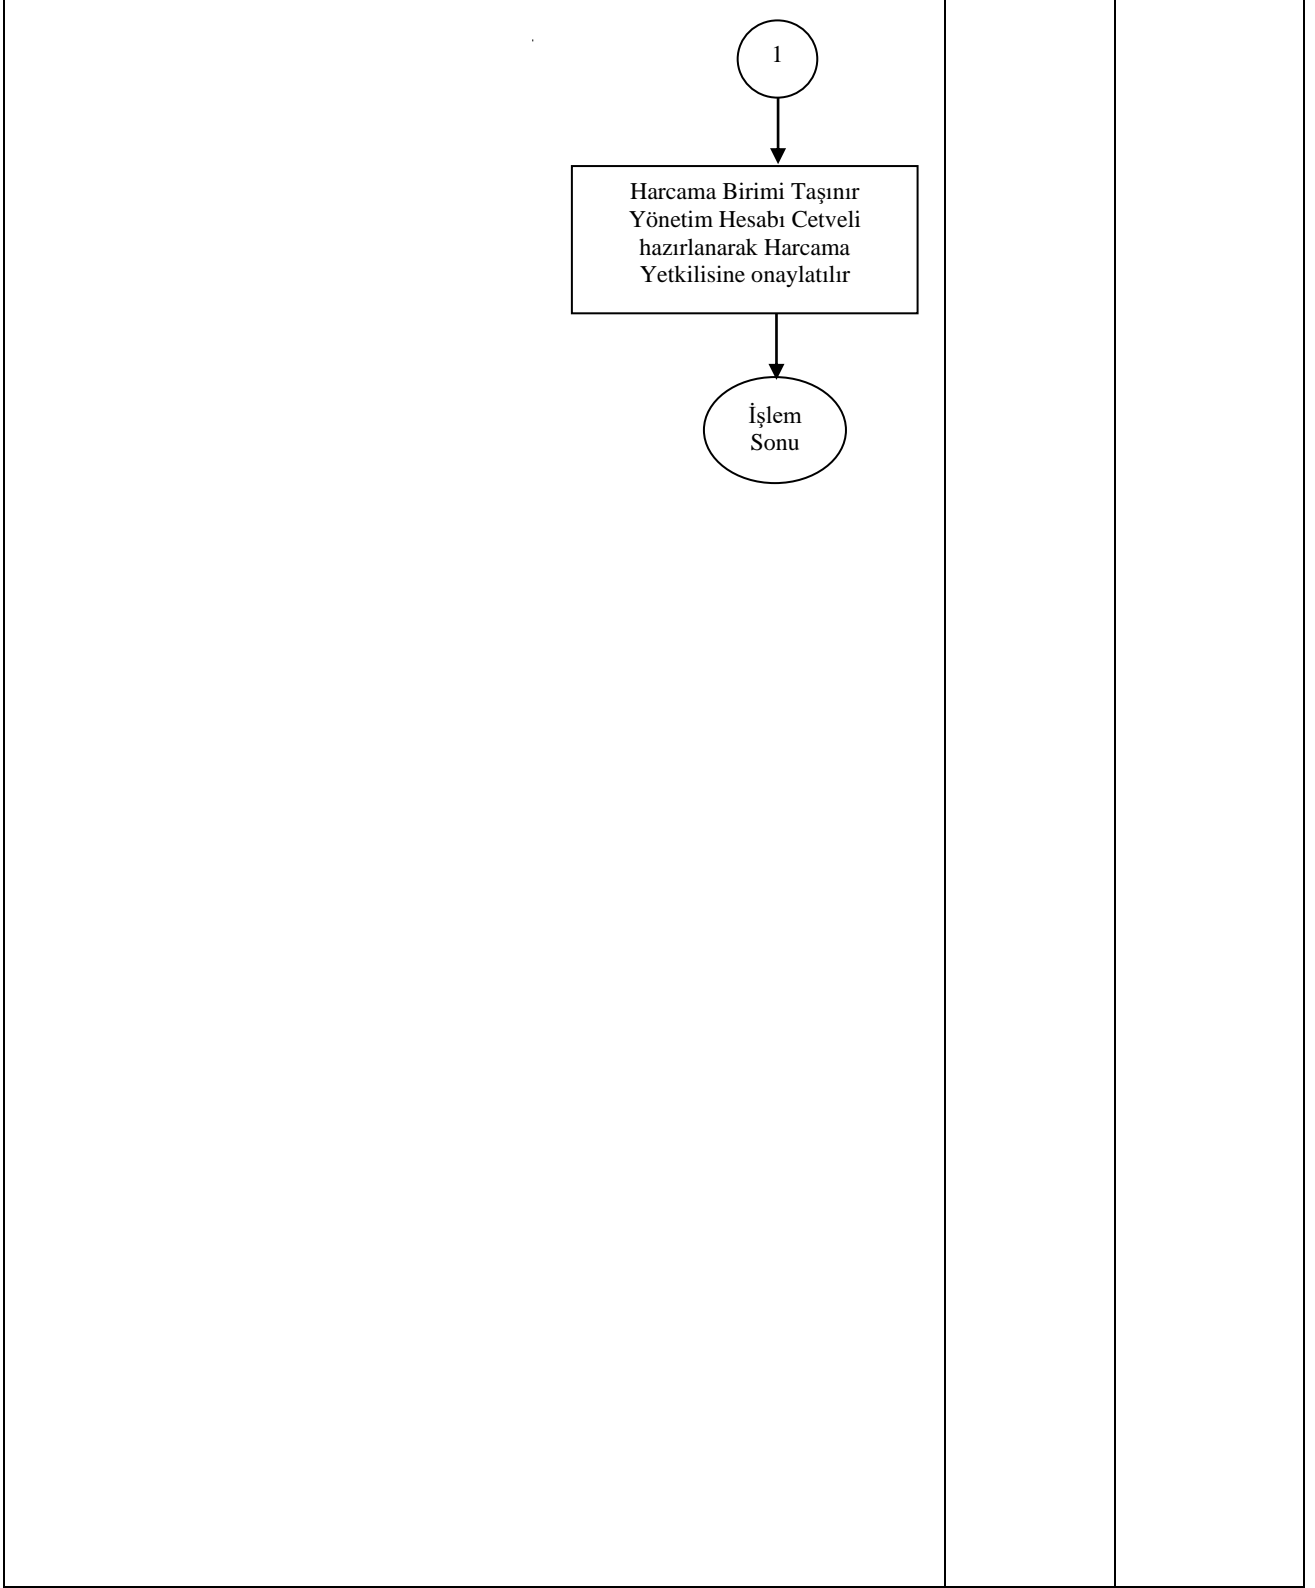 1
Harcama Birimi Taşınır
Yönetim Hesabı Cetveli
hazırlanarak Harcama
Yetkilisine onaylatılır
İşlem
Sonu